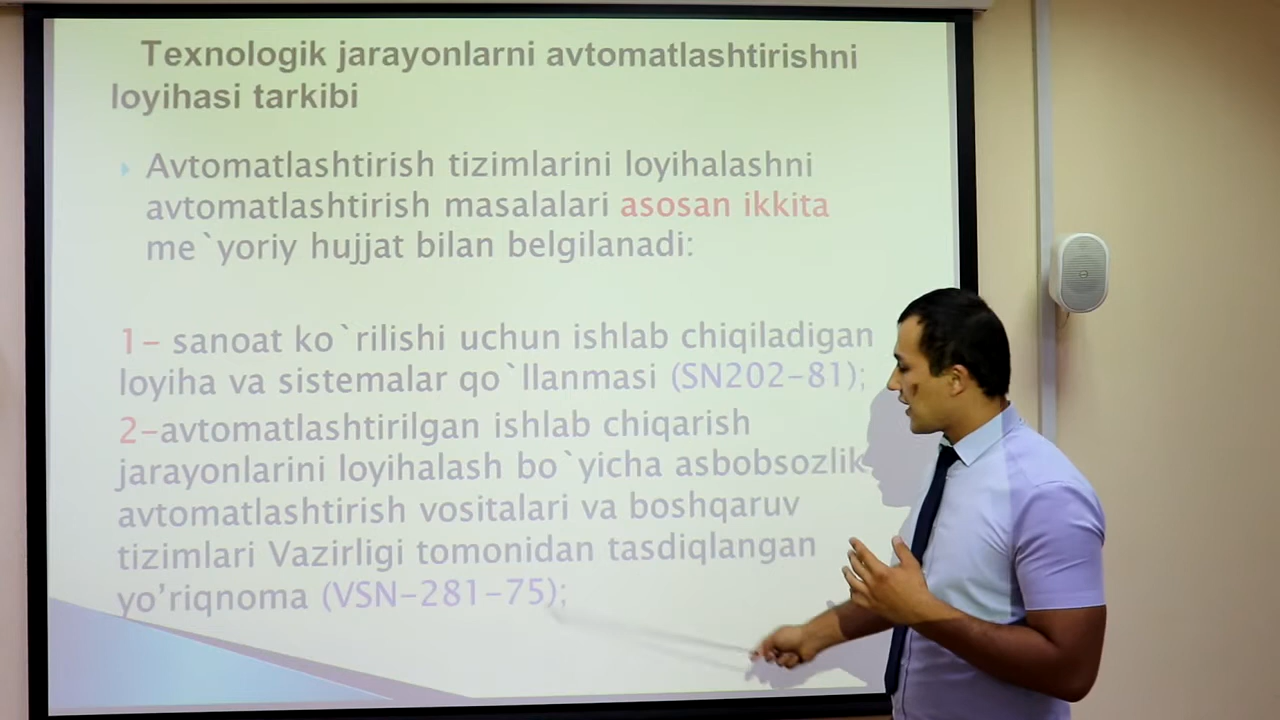 Texnologik jarayonlarni avtomatlashtirishni
loyihasi tarkibi
Avtomatlashtirish tizimlarini loyihalashni
avtomatlashtirish masalalari asosan ikkita
me`yoriy hujjat bilan belgilanadi:
1- sanoat ko`rilishi uchun ishlab chiqiladigan
loyiha va sistemalar qo`llanmasi (SN202-81);
2-avtomatlashtirilgan ishlab chiqarish
jarayonlarini loyihalash bo`yicha asbobsozlik
avtomatlashtirish vositalari va boshqaruv
tizimlari Vazirligi tomonidan tasdiqlangan
yo’riqnoma (VSN-281-75);